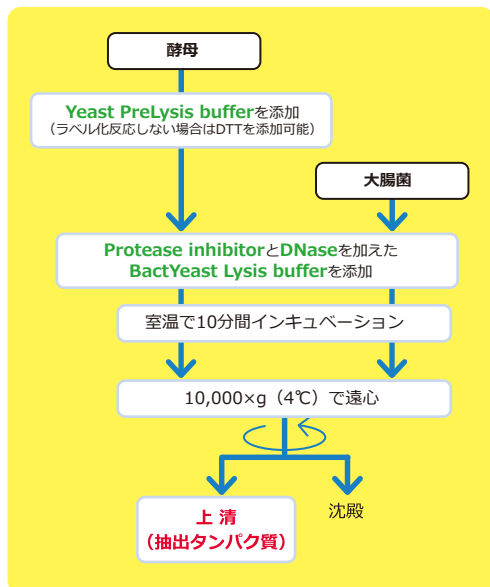 酵母
Yeast PreLysis bufferを添加
（ラベル化反応しない場合はDTTを添加可能）
大腸菌
Protease inhibitorとDNaseを加えた
BactYeast Lysis bufferを添加
室温で10分間インキュベーション
10,000×g（4℃）で遠心
上 清
（抽出タンパク質）
沈殿